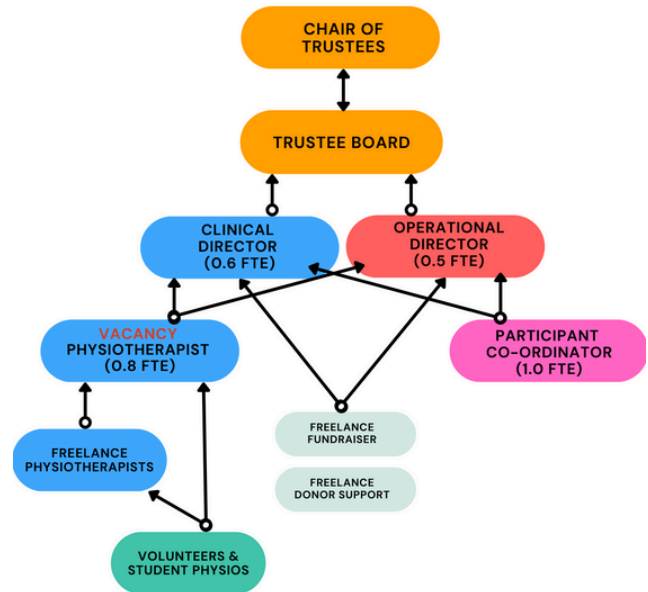 CHAIR OF
TRUSTEES
TRUSTEE BOARD
CLINICAL
DIRECTOR
(0.6 FTE)
OPERATIONAL
DIRECTOR
(0.5 FTE)
VACANCY
PHYSIOTHERAPIST
(0.8 FTE)
PARTICIPANT
CO-ORDINATOR
(1.0 FTE)
FREELANCE
FUNDRAISER
FREELANCE
PHYSIOTHERAPISTS
FREELANCE
DONOR SUPPORT
VOLUNTEERS &
STUDENT PHYSIOS